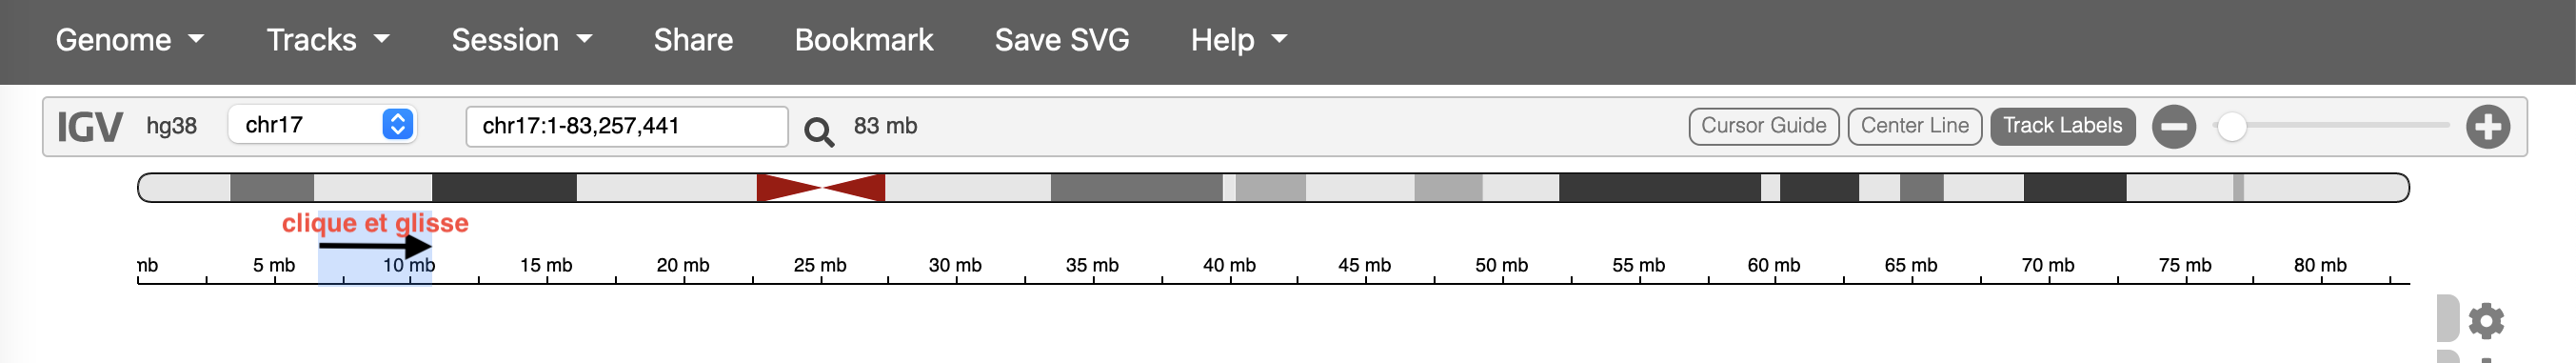 Genome Tracks Session Share Bookmark Save SVG Help
IGV hg38 chr17 chr17:1-83,257,441 83 mb Cursor Guide Center Line Track Labels
clique et glisse
mb 5 mb 10 mb 15 mb 20 mb 25 mb 30 mb 35 mb 40 mb 45 mb 50 mb 55 mb 60 mb 65 mb 70 mb 75 mb 80 mb